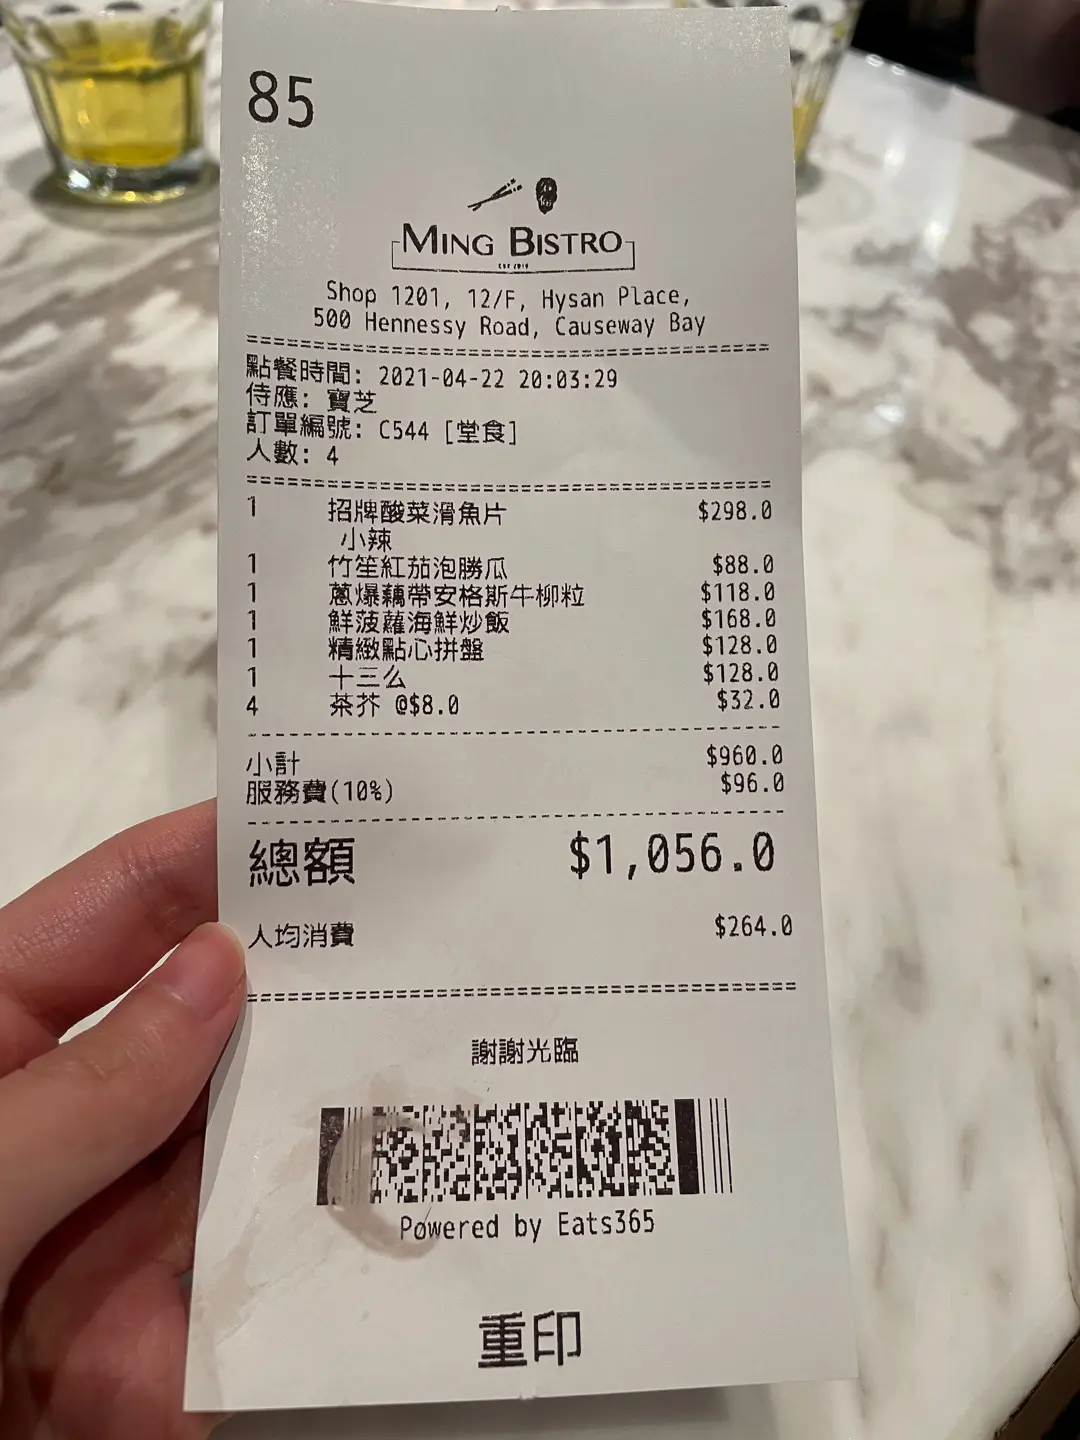 85
MING BISTRO
Shop 1201, 12/F, Hysan Place,
500 Hennessy Road, Causeway Bay
點餐時間: 2021-04-22 20:03:29
侍應: 寶芝
訂單編號: C544 [堂食]
人數: 4
1 招牌酸菜滑魚片 $298.0
小辣
1 竹笙紅茄泡勝瓜 $88.0
1 蔥爆藕帶安格斯牛柳粒 $118.0
1 鮮菠蘿海鮮炒飯 $168.0
1 精緻點心拼盤 $128.0
1 十三么 $128.0
4 茶芥 @$8.0 $32.0
小計 $960.0
服務費(10%) $96.0
總額 $1,056.0
人均消費 $264.0
謝謝光臨
Powered by Eats365
重印